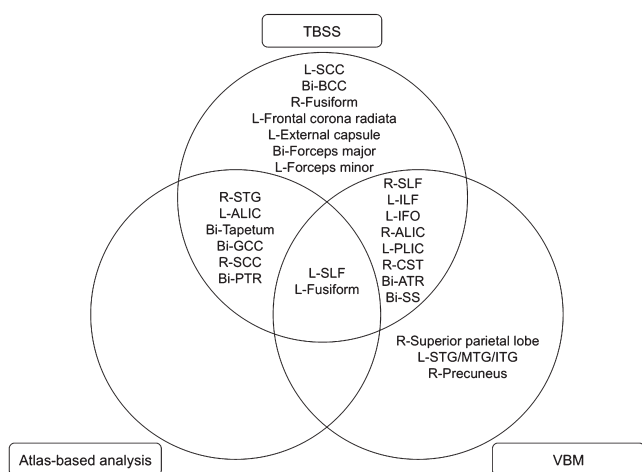 TBSS
L-SCC
Bi-BCC
R-Fusiform
L-Frontal corona radiata
L-External capsule
Bi-Forceps major
L-Forceps minor
R-STG
L-ALIC
Bi-Tapetum
Bi-GCC
R-SCC
Bi-PTR
R-SLF
L-ILF
L-IFO
R-ALIC
L-PLIC
R-CST
Bi-ATR
Bi-SS
L-SLF
L-Fusiform
R-Superior parietal lobe
L-STG/MTG/ITG
R-Precuneus
Atlas-based analysis
VBM